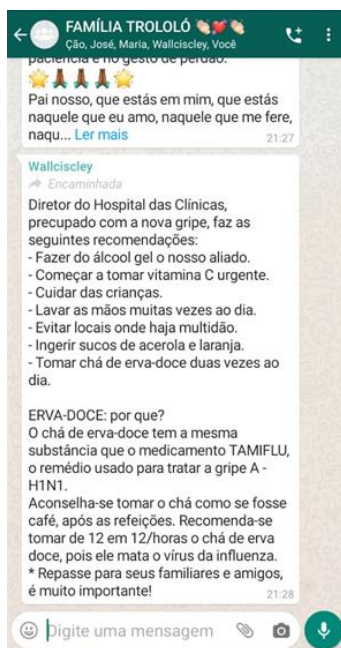 FAMÍLIA TROLOLÓ
Ção, José, Maria, Wallciscley, Você
paciência e no gesto de perdão.
Pai nosso, que estás em mim, que estás
naquele que eu amo, naquele que me fere,
naqu... Ler mais
21:27
Wallciscley
Encaminhada
Diretor do Hospital das Clínicas,
precupado com a nova gripe, faz as
seguintes recomendações:
- Fazer do álcool gel o nosso aliado.
- Começar a tomar vitamina C urgente.
- Cuidar das crianças.
- Lavar as mãos muitas vezes ao dia.
- Evitar locais onde haja multidão.
- Ingerir sucos de acerola e laranja.
- Tomar chá de erva-doce duas vezes ao
dia.
ERVA-DOCE: por que?
O chá de erva-doce tem a mesma
substância que o medicamento TAMIFLU,
o remédio usado para tratar a gripe A -
H1N1.
Aconselha-se tomar o chá como se fosse
café, após as refeições. Recomenda-se
tomar de 12 em 12/horas o chá de erva
doce, pois ele mata o vírus da influenza.
* Repasse para seus familiares e amigos,
é muito importante!
21:28
Digite uma mensagem